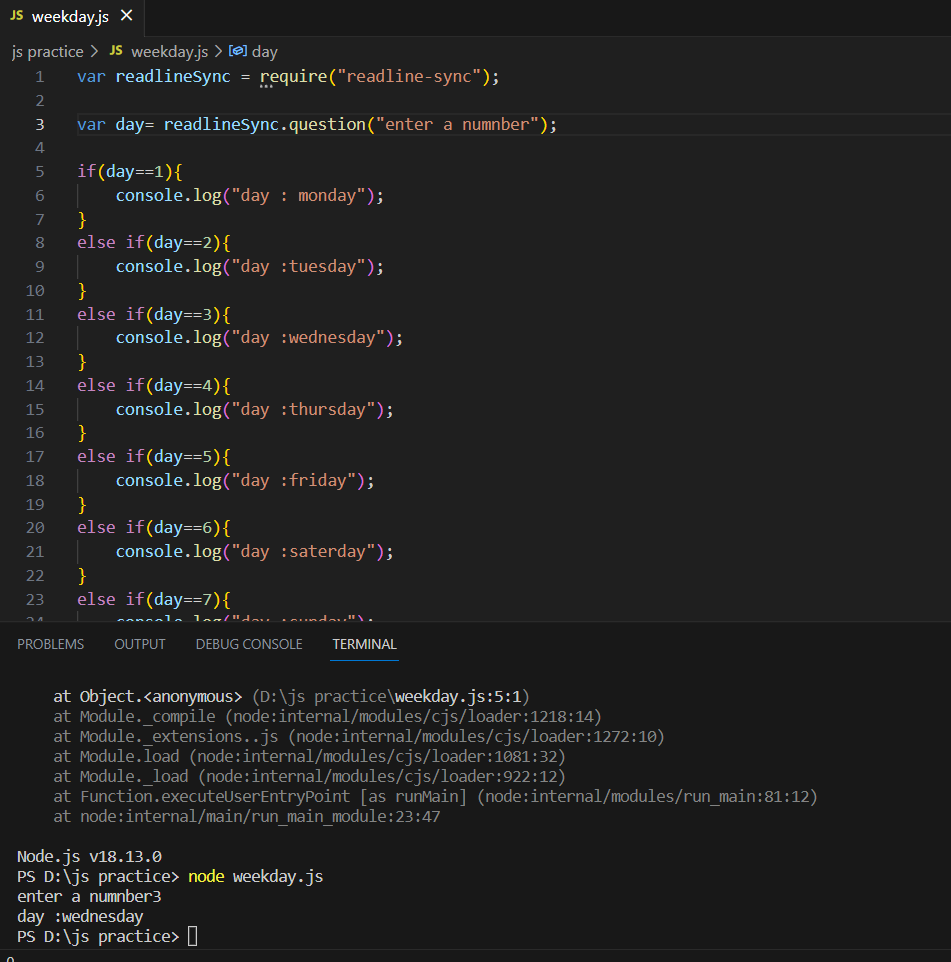 JS weekday.js ×
js practice > JS weekday.js > day
1 var readlineSync = require("readline-sync");
2
3 var day= readlineSync.question("enter a numnber");
4
5 if(day==1){
6 console.log("day : monday");
7 }
8 else if(day==2){
9 console.log("day :tuesday");
10 }
11 else if(day==3){
12 console.log("day :wednesday");
13 }
14 else if(day==4){
15 console.log("day :thursday");
16 }
17 else if(day==5){
18 console.log("day :friday");
19 }
20 else if(day==6){
21 console.log("day :saterday");
22 }
23 else if(day==7){
24 console.log("day :sunday");
PROBLEMS OUTPUT DEBUG CONSOLE TERMINAL
at Object.<anonymous> (D:\js practice\weekday.js:5:1)
at Module._compile (node:internal/modules/cjs/loader:1218:14)
at Module._extensions..js (node:internal/modules/cjs/loader:1272:10)
at Module.load (node:internal/modules/cjs/loader:1081:32)
at Module._load (node:internal/modules/cjs/loader:922:12)
at Function.executeUserEntryPoint [as runMain] (node:internal/modules/run_main:81:12)
at node:internal/main/run_main_module:23:47
Node.js v18.13.0
PS D:\js practice> node weekday.js
enter a numnber3
day :wednesday
PS D:\js practice>